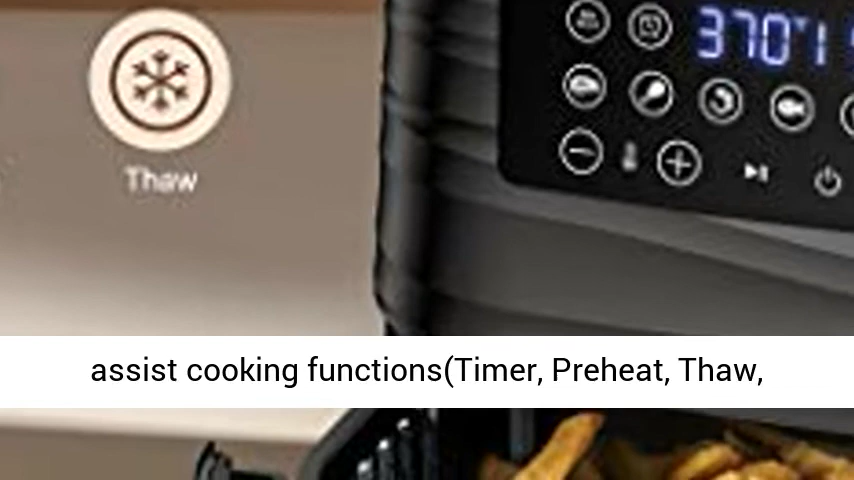 370°F
Thaw
assist cooking functions(Timer, Preheat, Thaw,